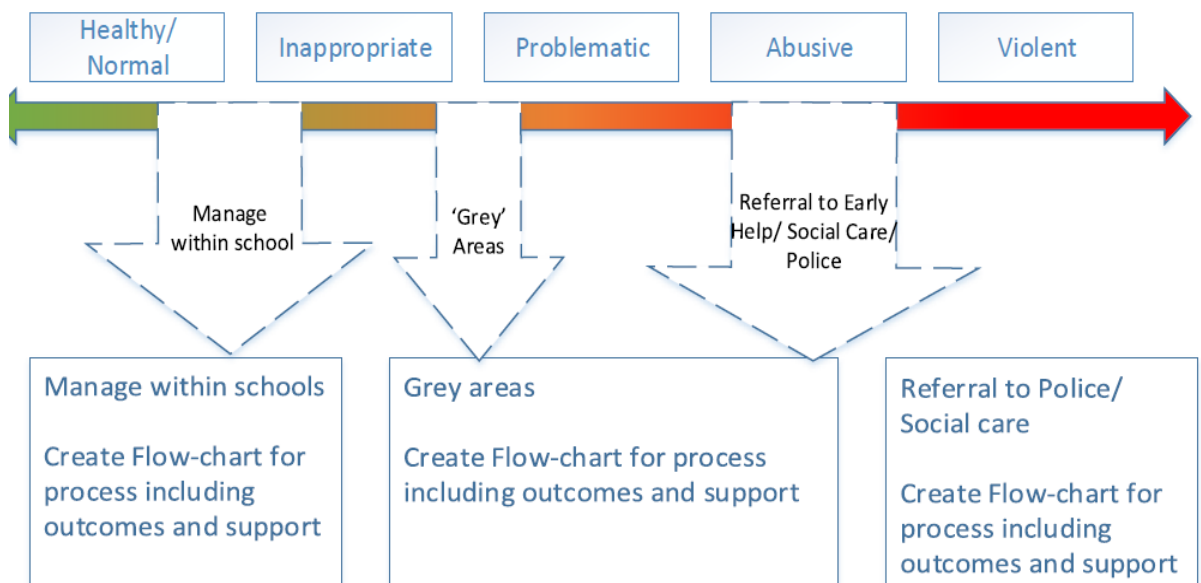 Healthy/
Normal
Inappropriate
Problematic
Abusive
Violent
Manage
within school
‘Grey’
Areas
Referral to Early
Help/ Social Care/
Police
Manage within schools
Create Flow-chart for
process including
outcomes and support
Grey areas
Create Flow-chart for process
including outcomes and support
Referral to Police/
Social care
Create Flow-chart for
process including
outcomes and support